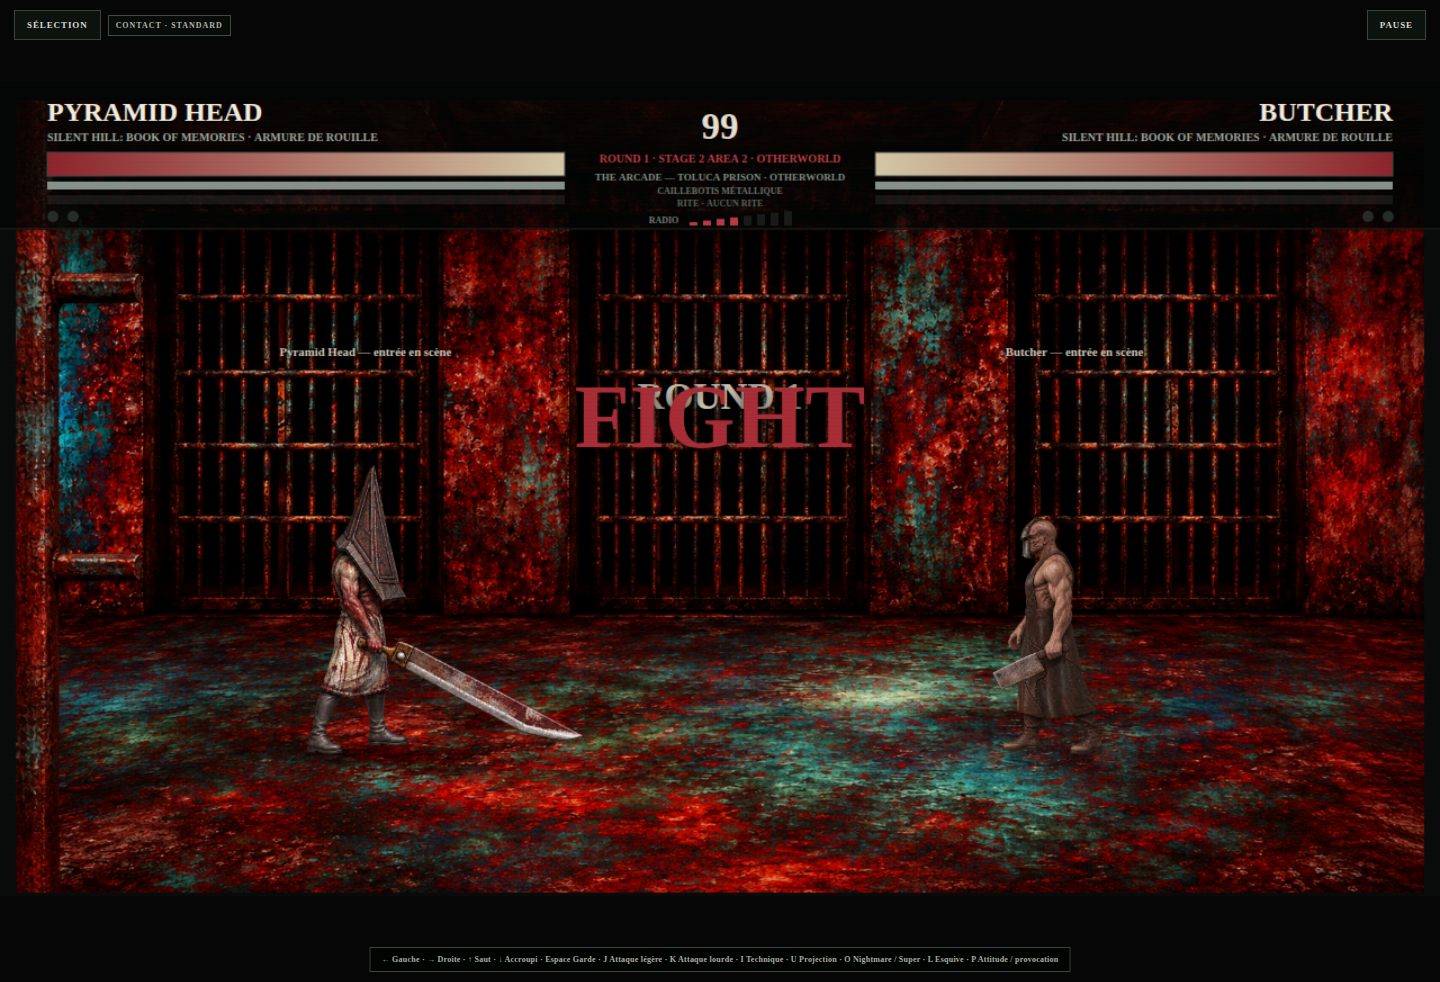 SÉLECTION
CONTACT · STANDARD
PAUSE
PYRAMID HEAD
SILENT HILL: BOOK OF MEMORIES · ARMURE DE ROUILLE
99
ROUND 1 · STAGE 2 AREA 2 · OTHERWORLD
THE ARCADE — TOLUCA PRISON · OTHERWORLD
CAILLEBOTIS MÉTALLIQUE
RITE · AUCUN RITE
RADIO
BUTCHER
SILENT HILL: BOOK OF MEMORIES · ARMURE DE ROUILLE
Pyramid Head — entrée en scène
Butcher — entrée en scène
ROUND 1
FIGHT
← Gauche · → Droite · ↑ Saut · ↓ Accroupi · Espace Garde · J Attaque légère · K Attaque lourde · I Technique · U Projection · O Nightmare / Super · L Esquive · P Attitude / provocation